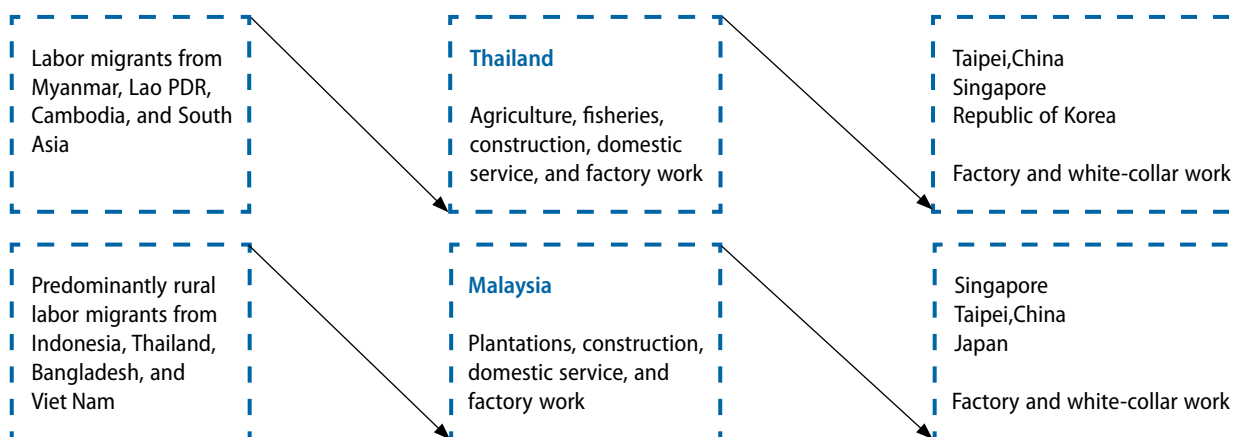 Labor migrants from
Myanmar, Lao PDR,
Cambodia, and South
Asia
Thailand
Agriculture, fisheries,
construction, domestic
service, and factory work
Taipei,China
Singapore
Republic of Korea
Factory and white-collar work
Predominantly rural
labor migrants from
Indonesia, Thailand,
Bangladesh, and
Viet Nam
Malaysia
Plantations, construction,
domestic service, and
factory work
Singapore
Taipei,China
Japan
Factory and white-collar work